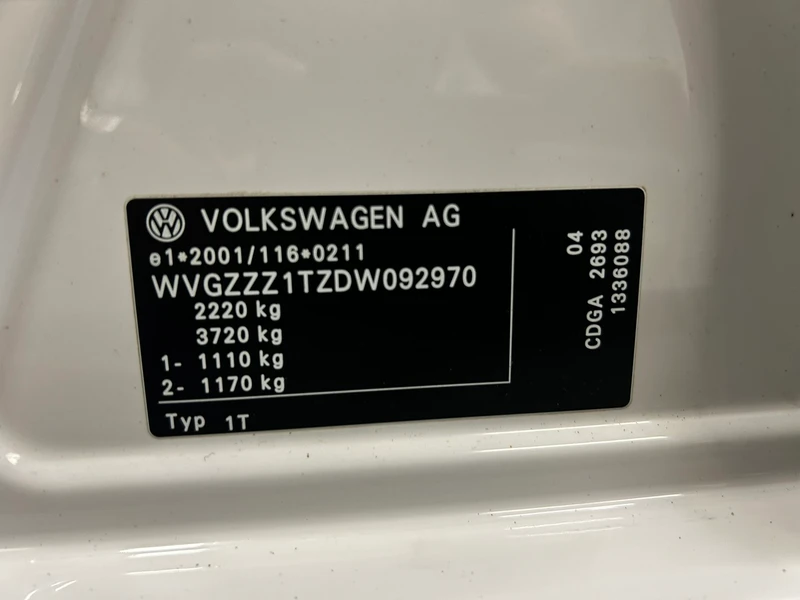 VOLKSWAGEN AG
e1*2001/116*0211
WVGZZZ1TZDW092970
2220 kg
3720 kg
1- 1110 kg
2- 1170 kg
Typ 1T
04
CDGA 2693
1336088